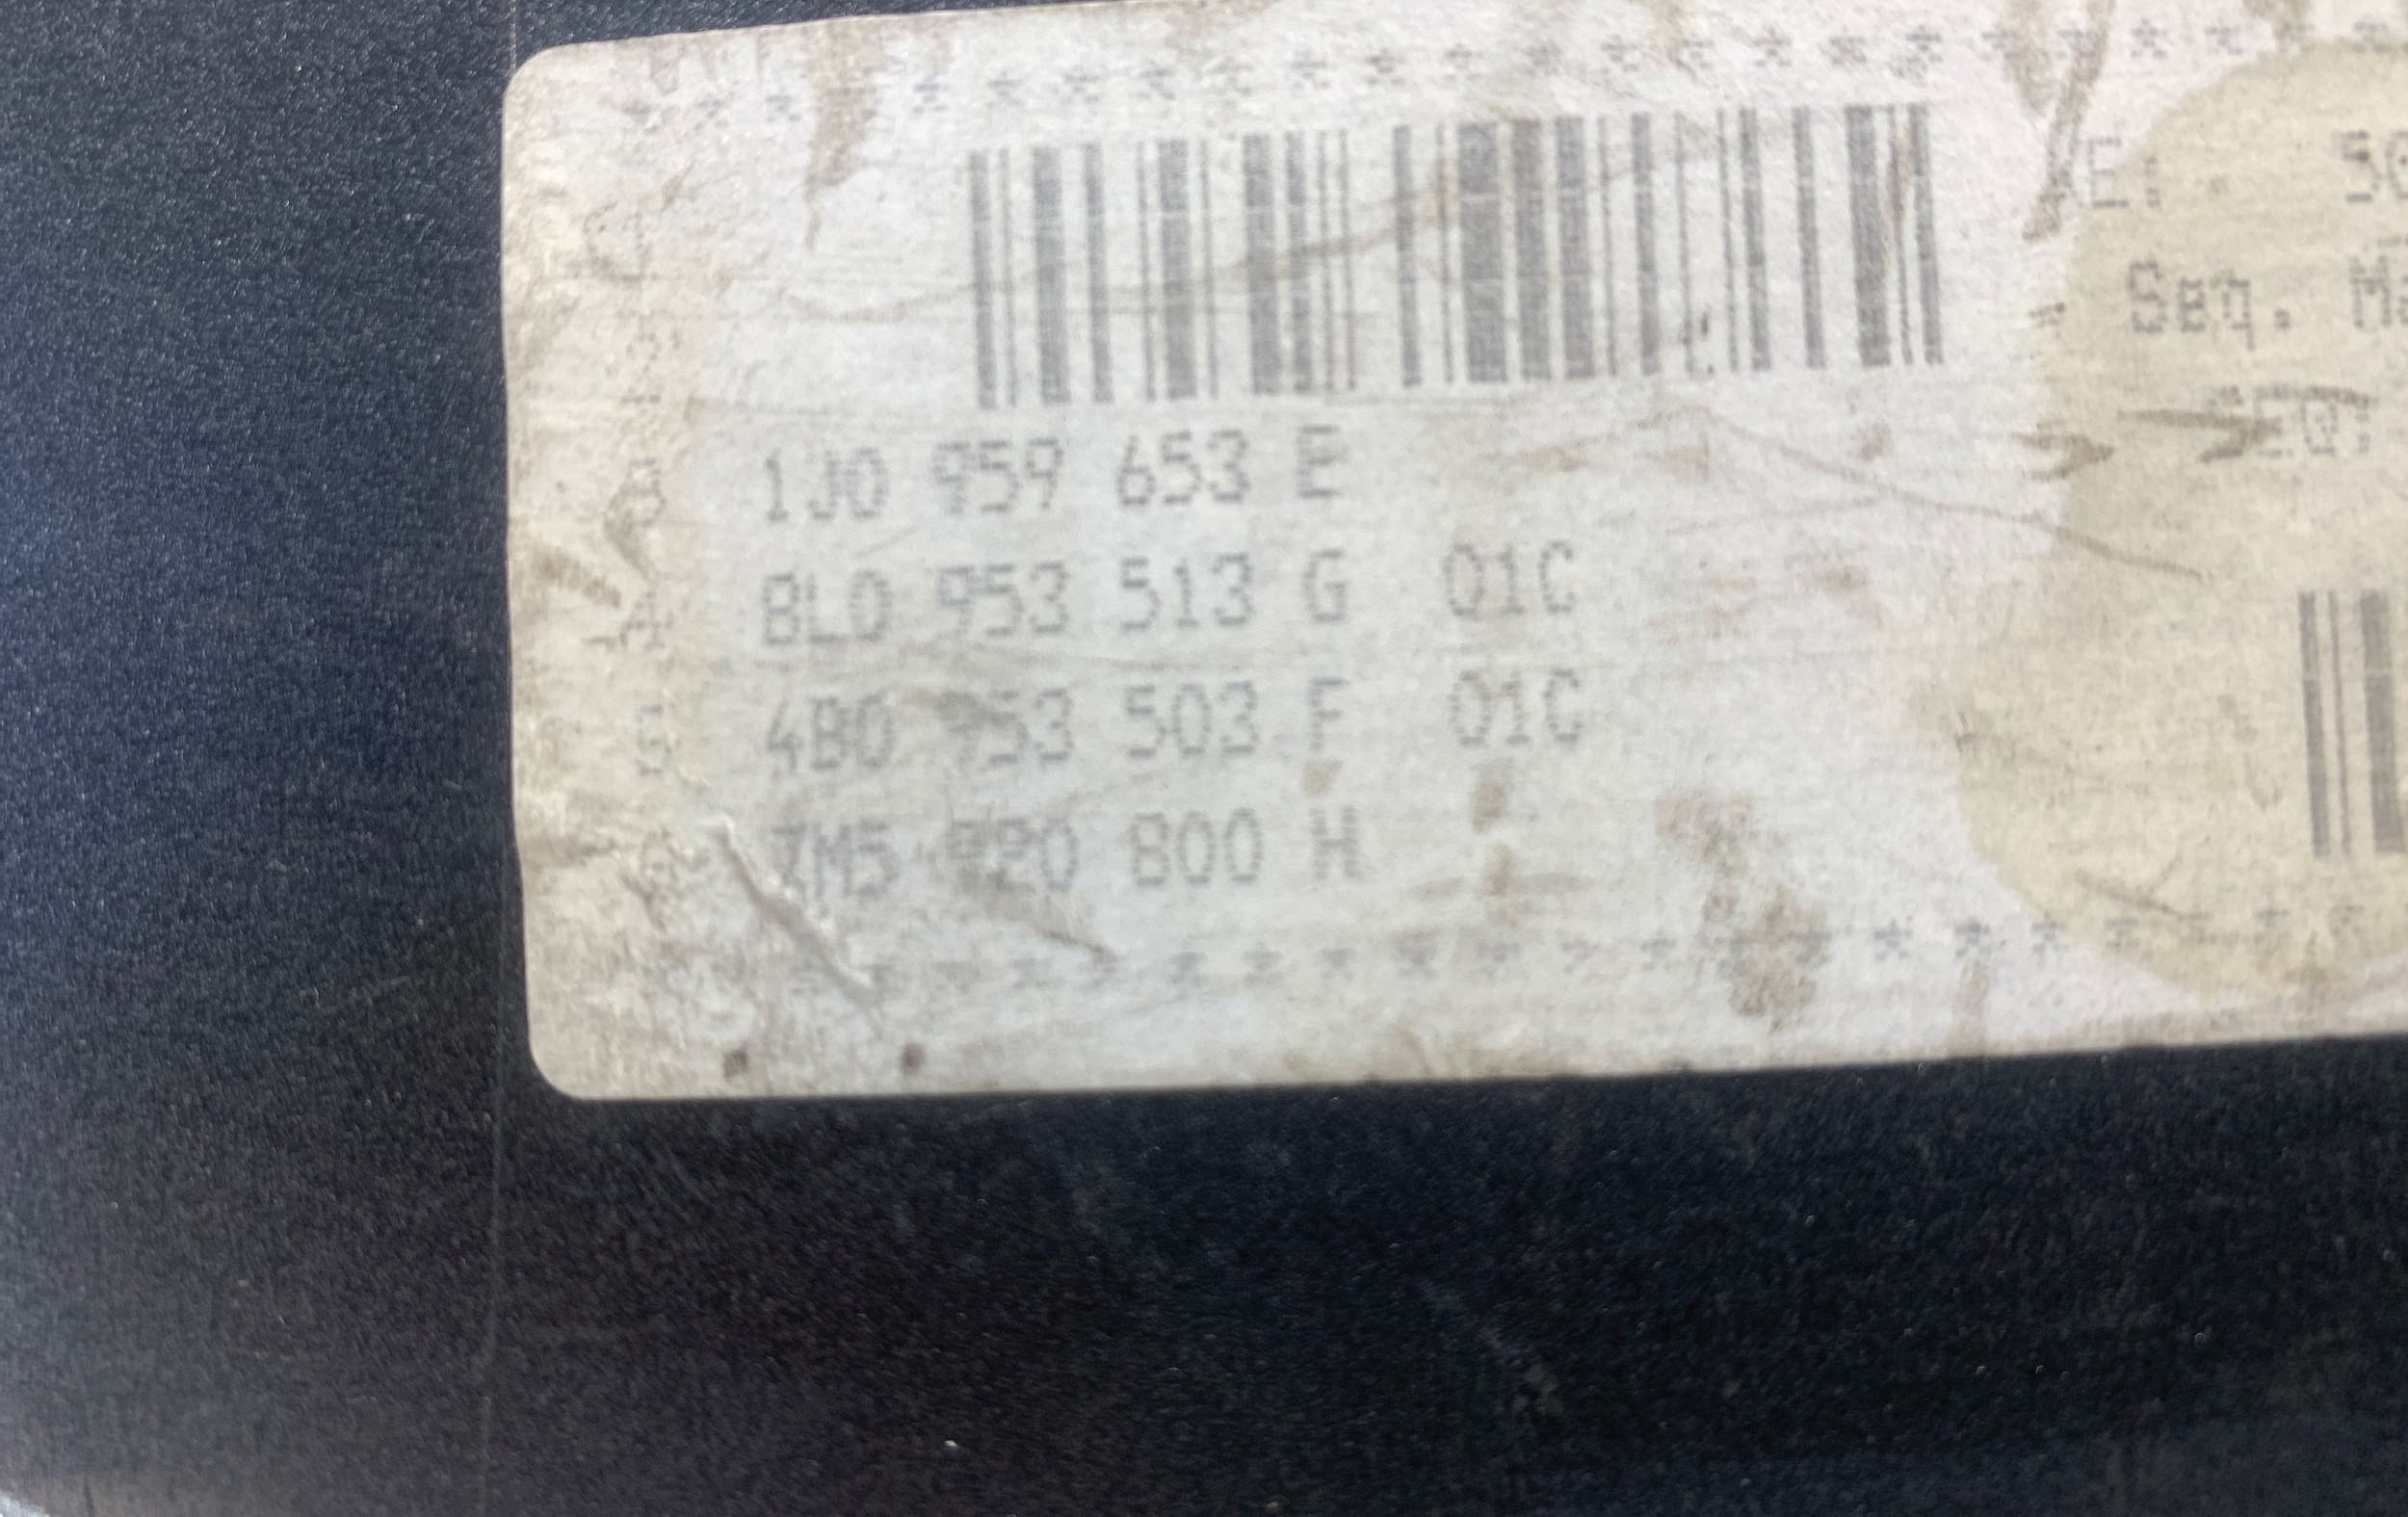 1J0 959 653 E
8L0 953 513 G 01C
4B0 953 503 F 01C
7M5 920 800 H
E:
Seq.